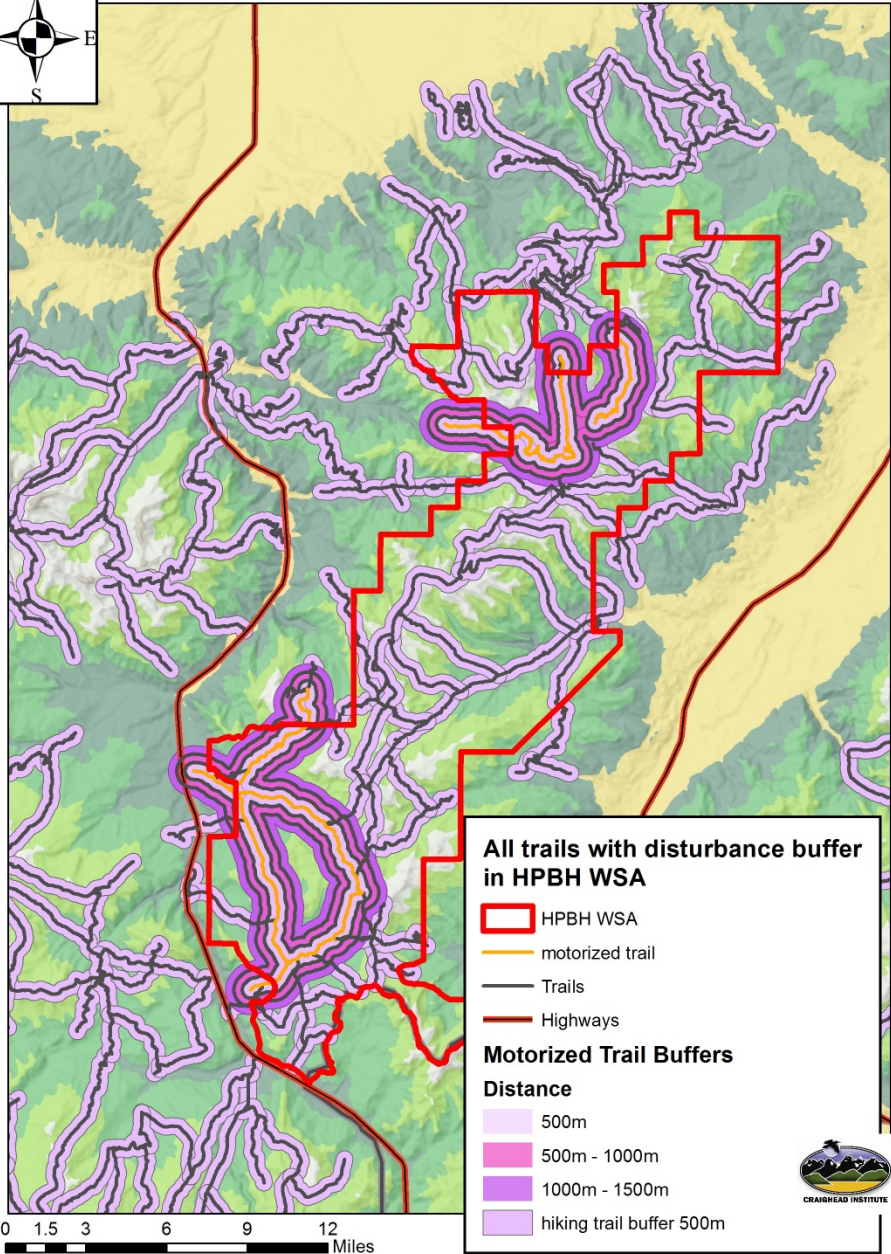 E
S
All trails with disturbance buffer
in HPBH WSA
HPBH WSA
motorized trail
Trails
Highways
Motorized Trail Buffers
Distance
500m
500m - 1000m
1000m - 1500m
hiking trail buffer 500m
CRAIGHEAD INSTITUTE
0 1.5 3 6 9 12
Miles